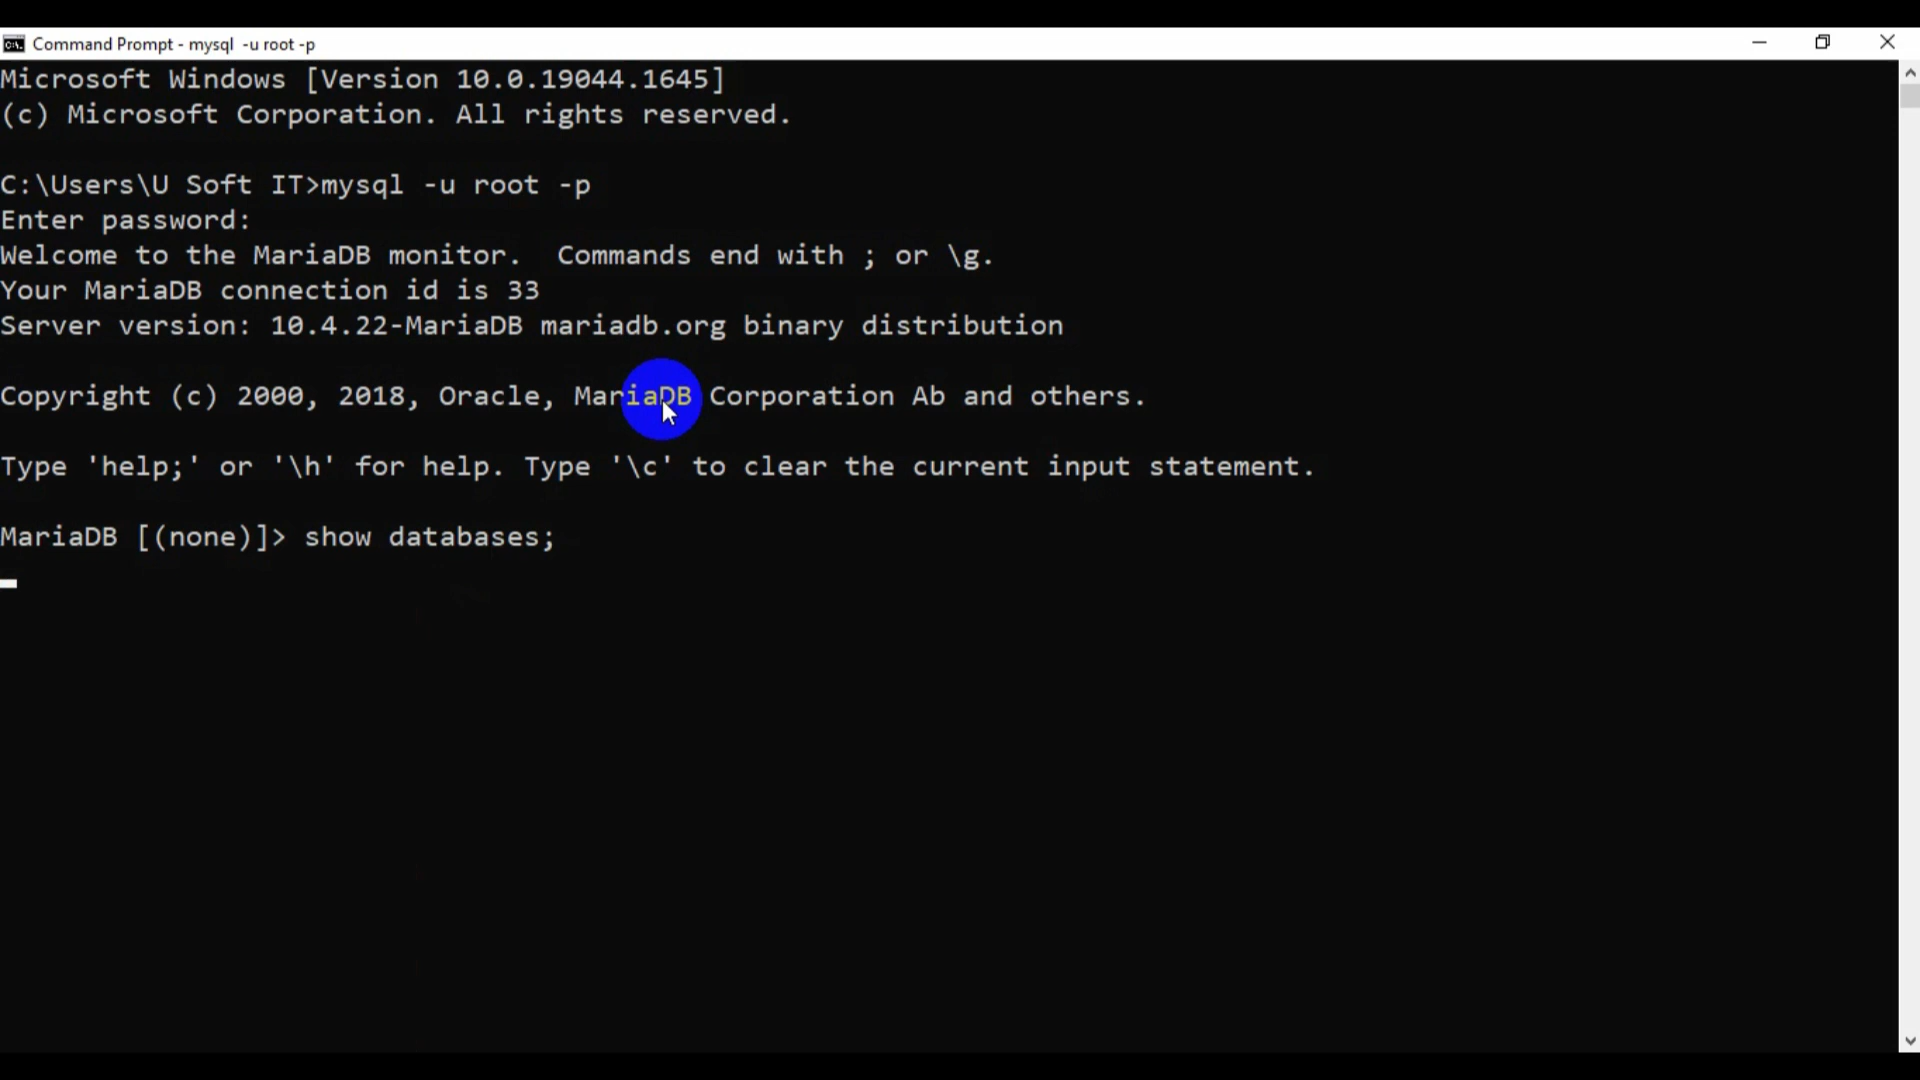 Command Prompt - mysql  -u root -p
Microsoft Windows [Version 10.0.19044.1645]
(c) Microsoft Corporation. All rights reserved.
C:\Users\U Soft IT>mysql -u root -p
Enter password:
Welcome to the MariaDB monitor.  Commands end with ; or \g.
Your MariaDB connection id is 33
Server version: 10.4.22-MariaDB mariadb.org binary distribution
Copyright (c) 2000, 2018, Oracle, MariaDB Corporation Ab and others.
Type 'help;' or '\h' for help. Type '\c' to clear the current input statement.
MariaDB [(none)]> show databases;